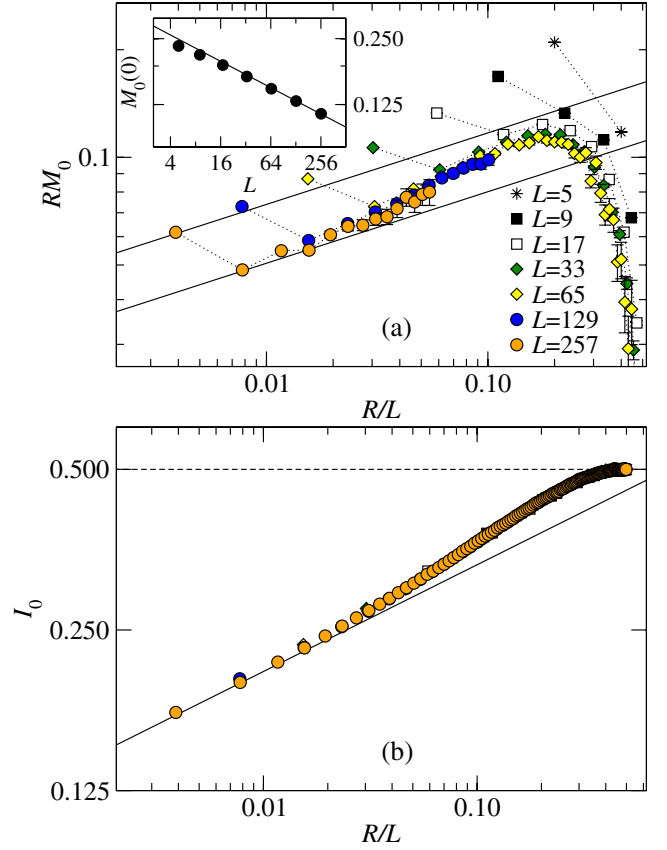 0.250
M₀(0)
0.125
4 16 64 256
L
RM₀
0.1
L=5
L=9
L=17
L=33
L=65
L=129
L=257
(a)
0.01 0.10
R/L
0.500
I₀
0.250
0.125
(b)
0.01 0.10
R/L